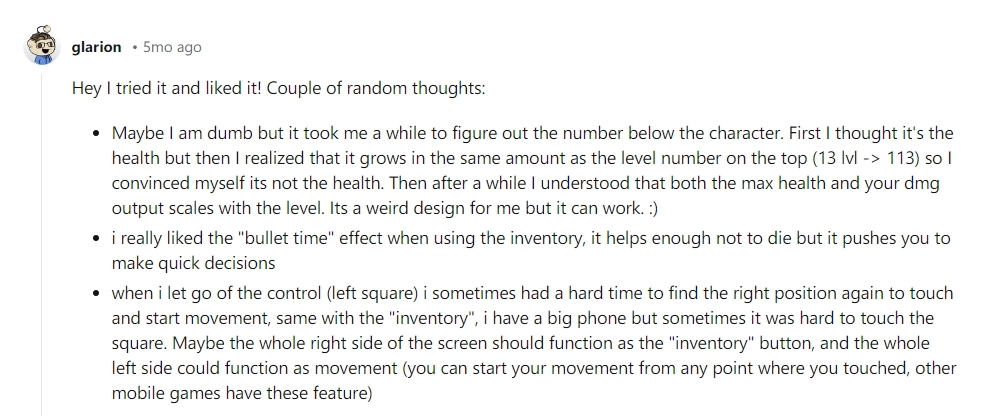 glarion • 5mo ago
Hey I tried it and liked it! Couple of random thoughts:
• Maybe I am dumb but it took me a while to figure out the number below the character. First I thought it's the
health but then I realized that it grows in the same amount as the level number on the top (13 lvl -> 113) so I
convinced myself its not the health. Then after a while I understood that both the max health and your dmg
output scales with the level. Its a weird design for me but it can work. :)
• i really liked the "bullet time" effect when using the inventory, it helps enough not to die but it pushes you to
make quick decisions
• when i let go of the control (left square) i sometimes had a hard time to find the right position again to touch
and start movement, same with the "inventory", i have a big phone but sometimes it was hard to touch the
square. Maybe the whole right side of the screen should function as the "inventory" button, and the whole
left side could function as movement (you can start your movement from any point where you touched, other
mobile games have these feature)